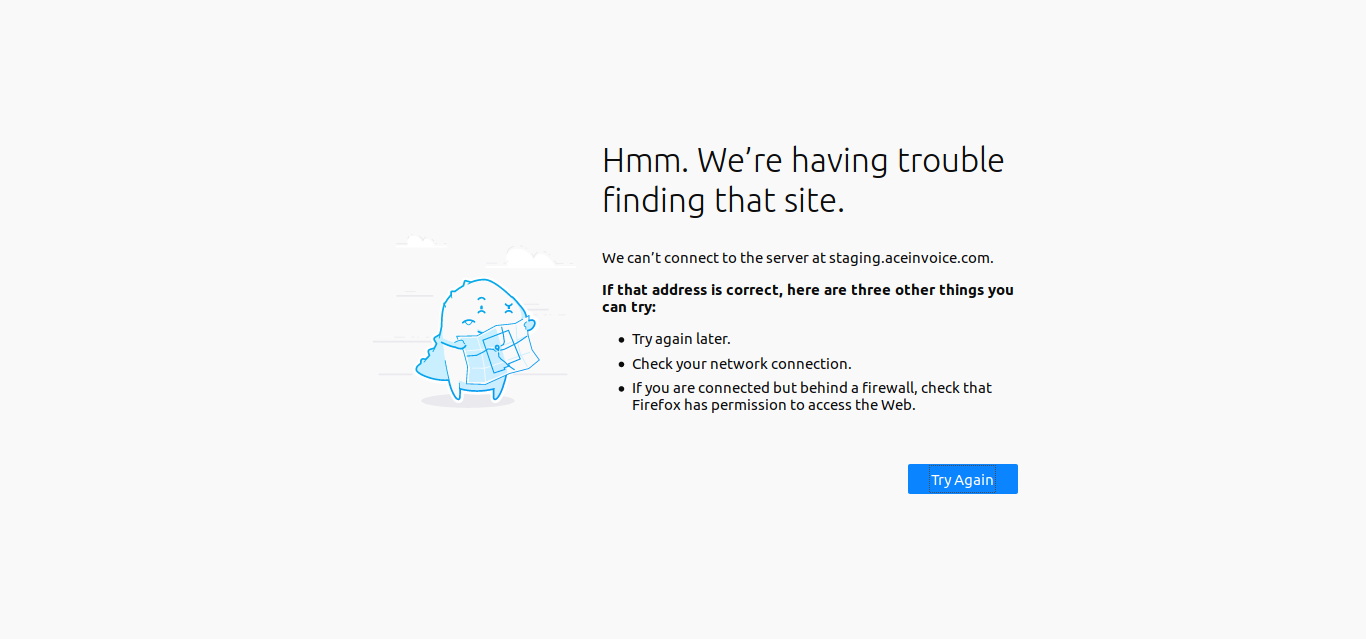 Hmm. We’re having trouble
finding that site.
We can’t connect to the server at staging.aceinvoice.com.
If that address is correct, here are three other things you
can try:
• Try again later.
• Check your network connection.
• If you are connected but behind a firewall, check that
Firefox has permission to access the Web.
Try Again